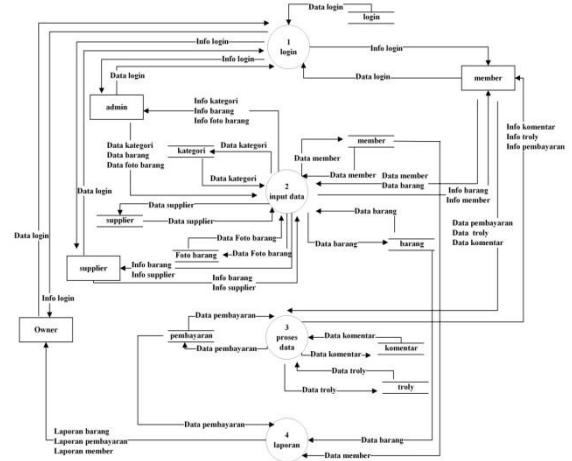 Data login
login
1
login
Info login
Info login
Info login
Info login
Data login
Data login
member
admin
Info kategori
Info barang
Info foto barang
Info komentar
Info troly
Info pembayaran
Data kategori
Data barang
Data foto barang
kategori
Data kategori
Data kategori
member
Data member
Data member
Data member
Data barang
2
input data
Info barang
Info member
Data login
Data supplier
supplier
Data supplier
Data barang
Data pembayaran
Data troly
Data komentar
Data login
Data Foto barang
Foto barang
Data Foto barang
Data barang
barang
supplier
Info barang
Info supplier
Info barang
Info supplier
Info login
Owner
Data pembayaran
pembayaran
Data pembayaran
3
proses
data
Data komentar
komentar
Data komentar
Data troly
troly
Data troly
Data pembayaran
4
laporan
Data barang
Data member
Laporan barang
Laporan pembayaran
Laporan member